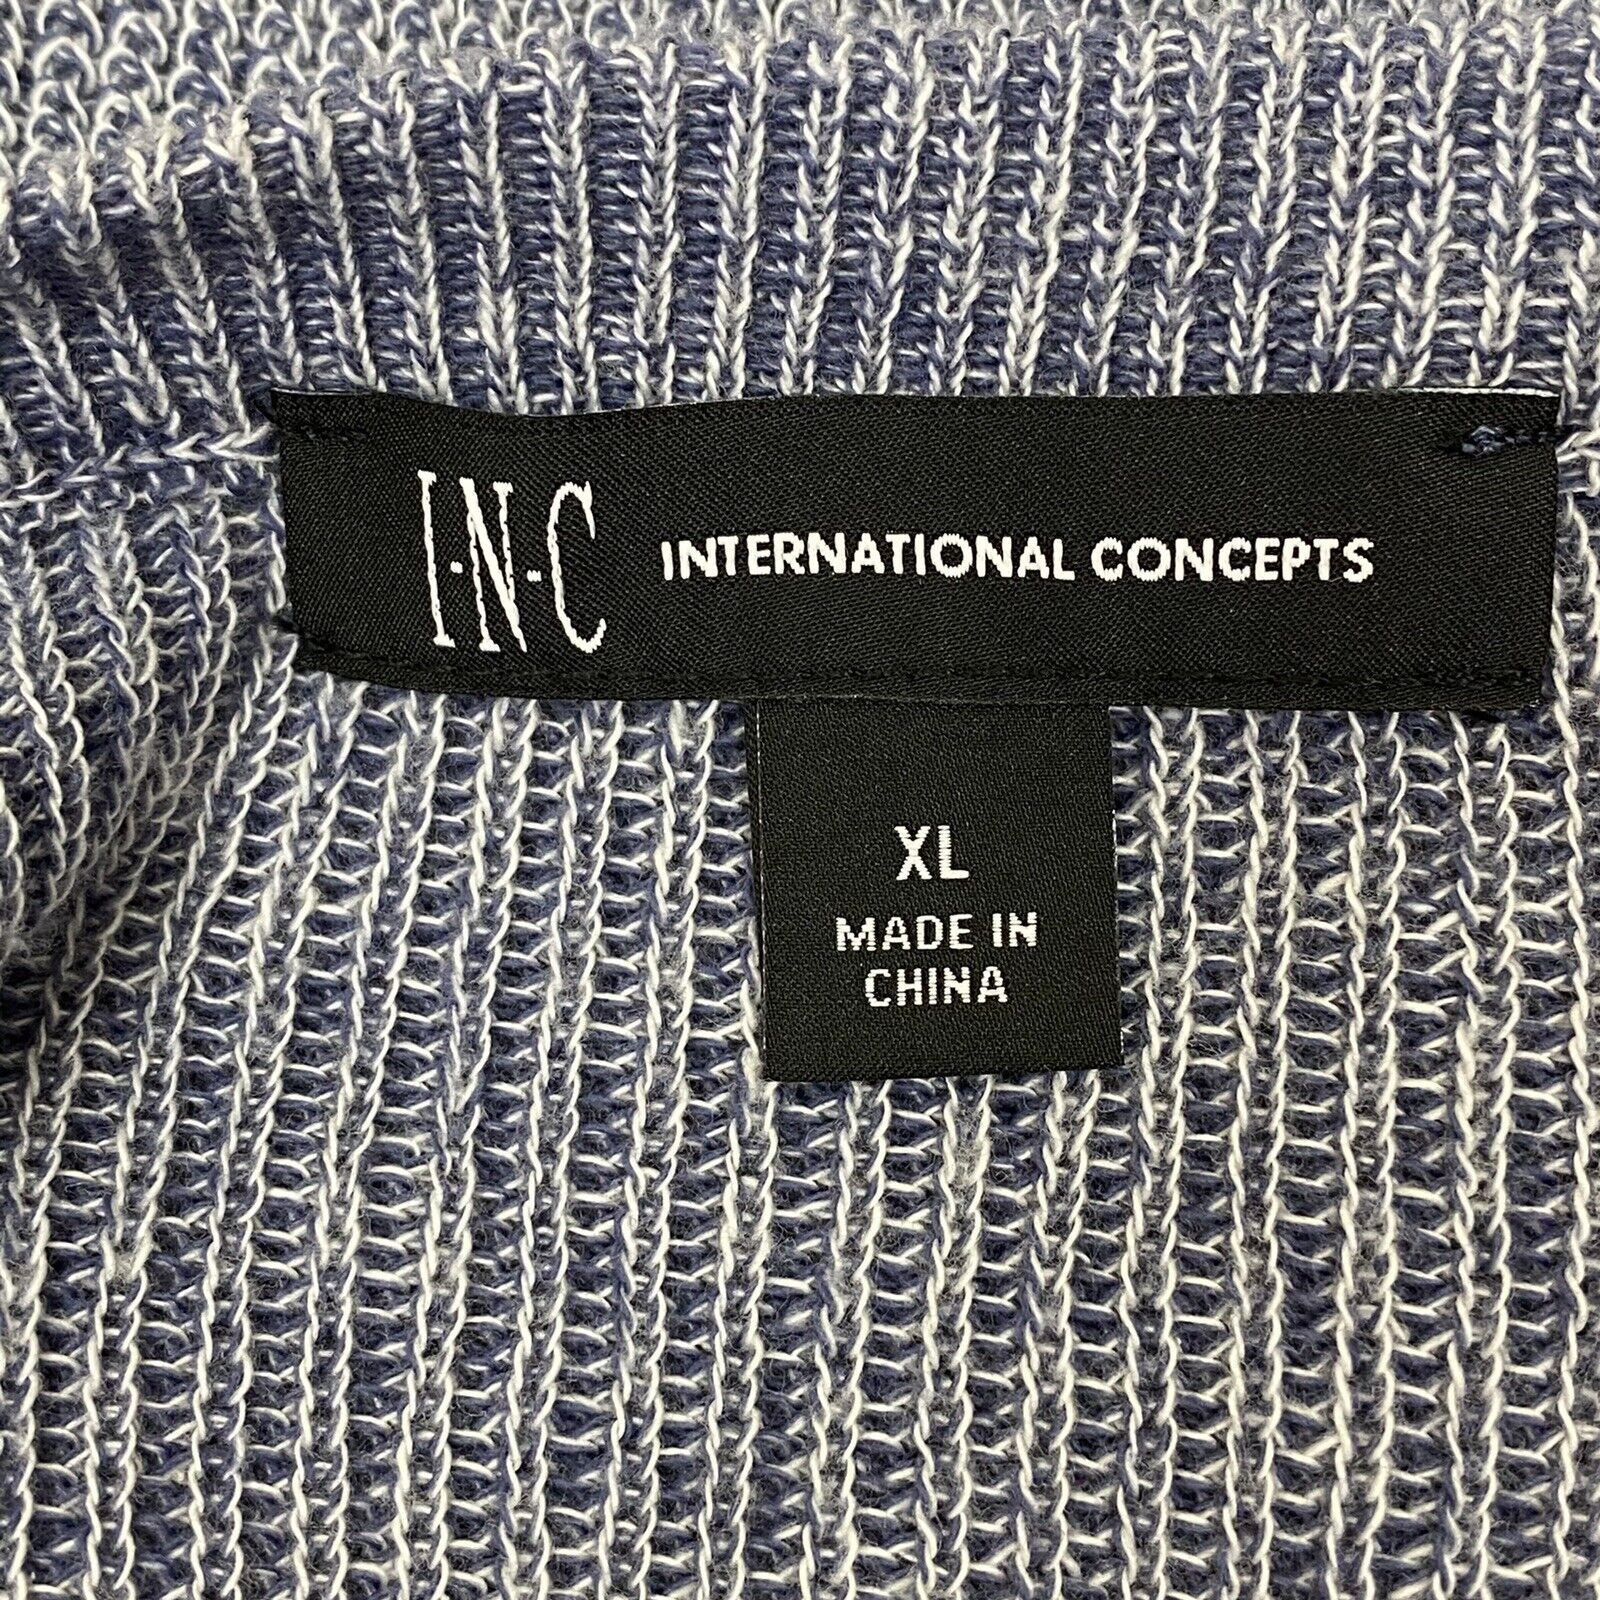 I·N·C INTERNATIONAL CONCEPTS
XL
MADE IN
CHINA